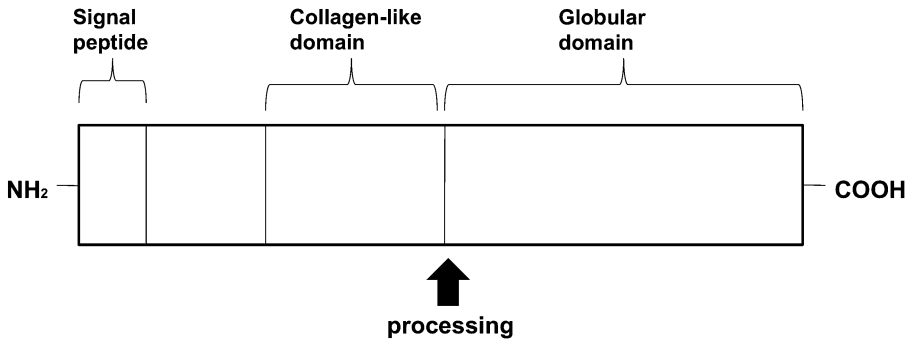 Signal
peptide
Collagen-like
domain
Globular
domain
NH₂
COOH
processing